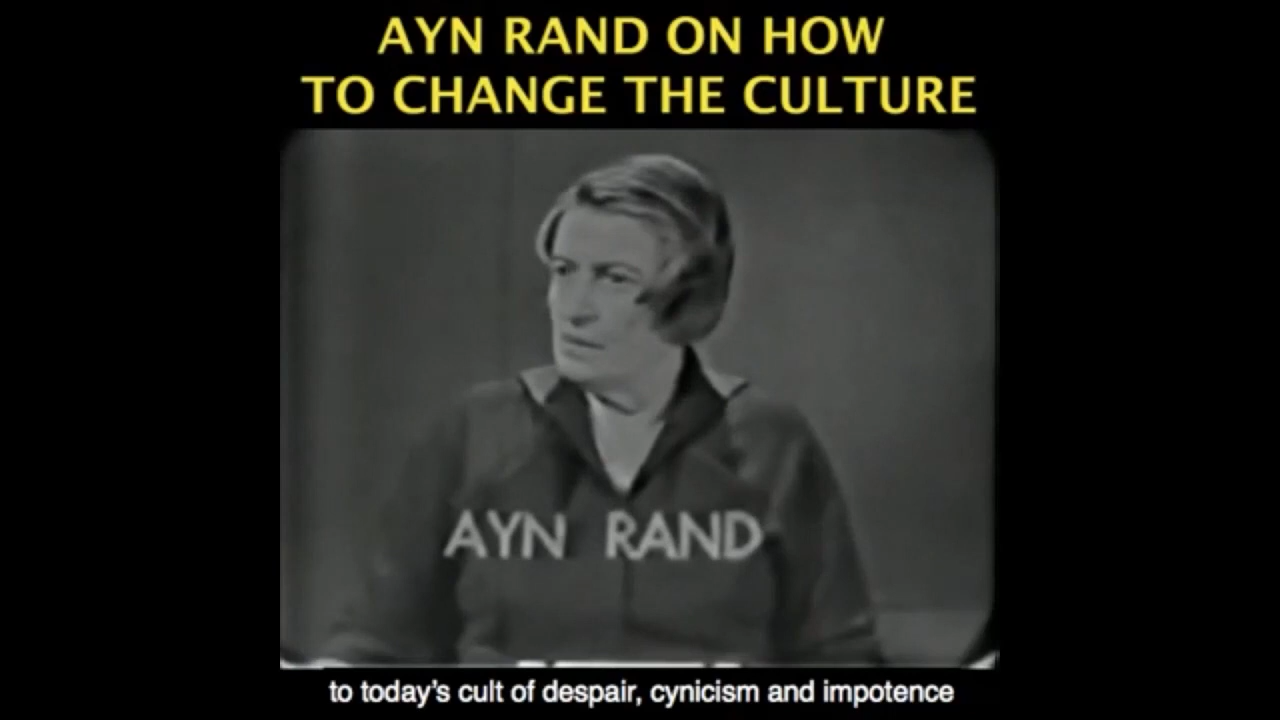 AYN RAND ON HOW
TO CHANGE THE CULTURE
AYN RAND
to today's cult of despair, cynicism and impotence